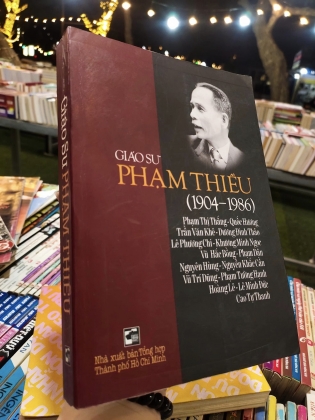 GIÁO SƯ
PHẠM THIỀU
(1904-1986)
Phạm Thị Thắng - Quốc Hương
Trần Văn Khê - Dương Đình Thảo
Lê Phương Chi - Khương Minh Ngọc
Vũ Hắc Bồng - Phạm Dân
Nguyên Hùng - Nguyễn Khắc Cần
Vũ Tri Dũng - Phạm Tường Hạnh
Hoàng Lê - Lê Minh Đức
Cao Tự Thanh
Nhà xuất bản Tổng hợp
Thành phố Hồ Chí Minh
GIÁO SƯ PHẠM THIỀU